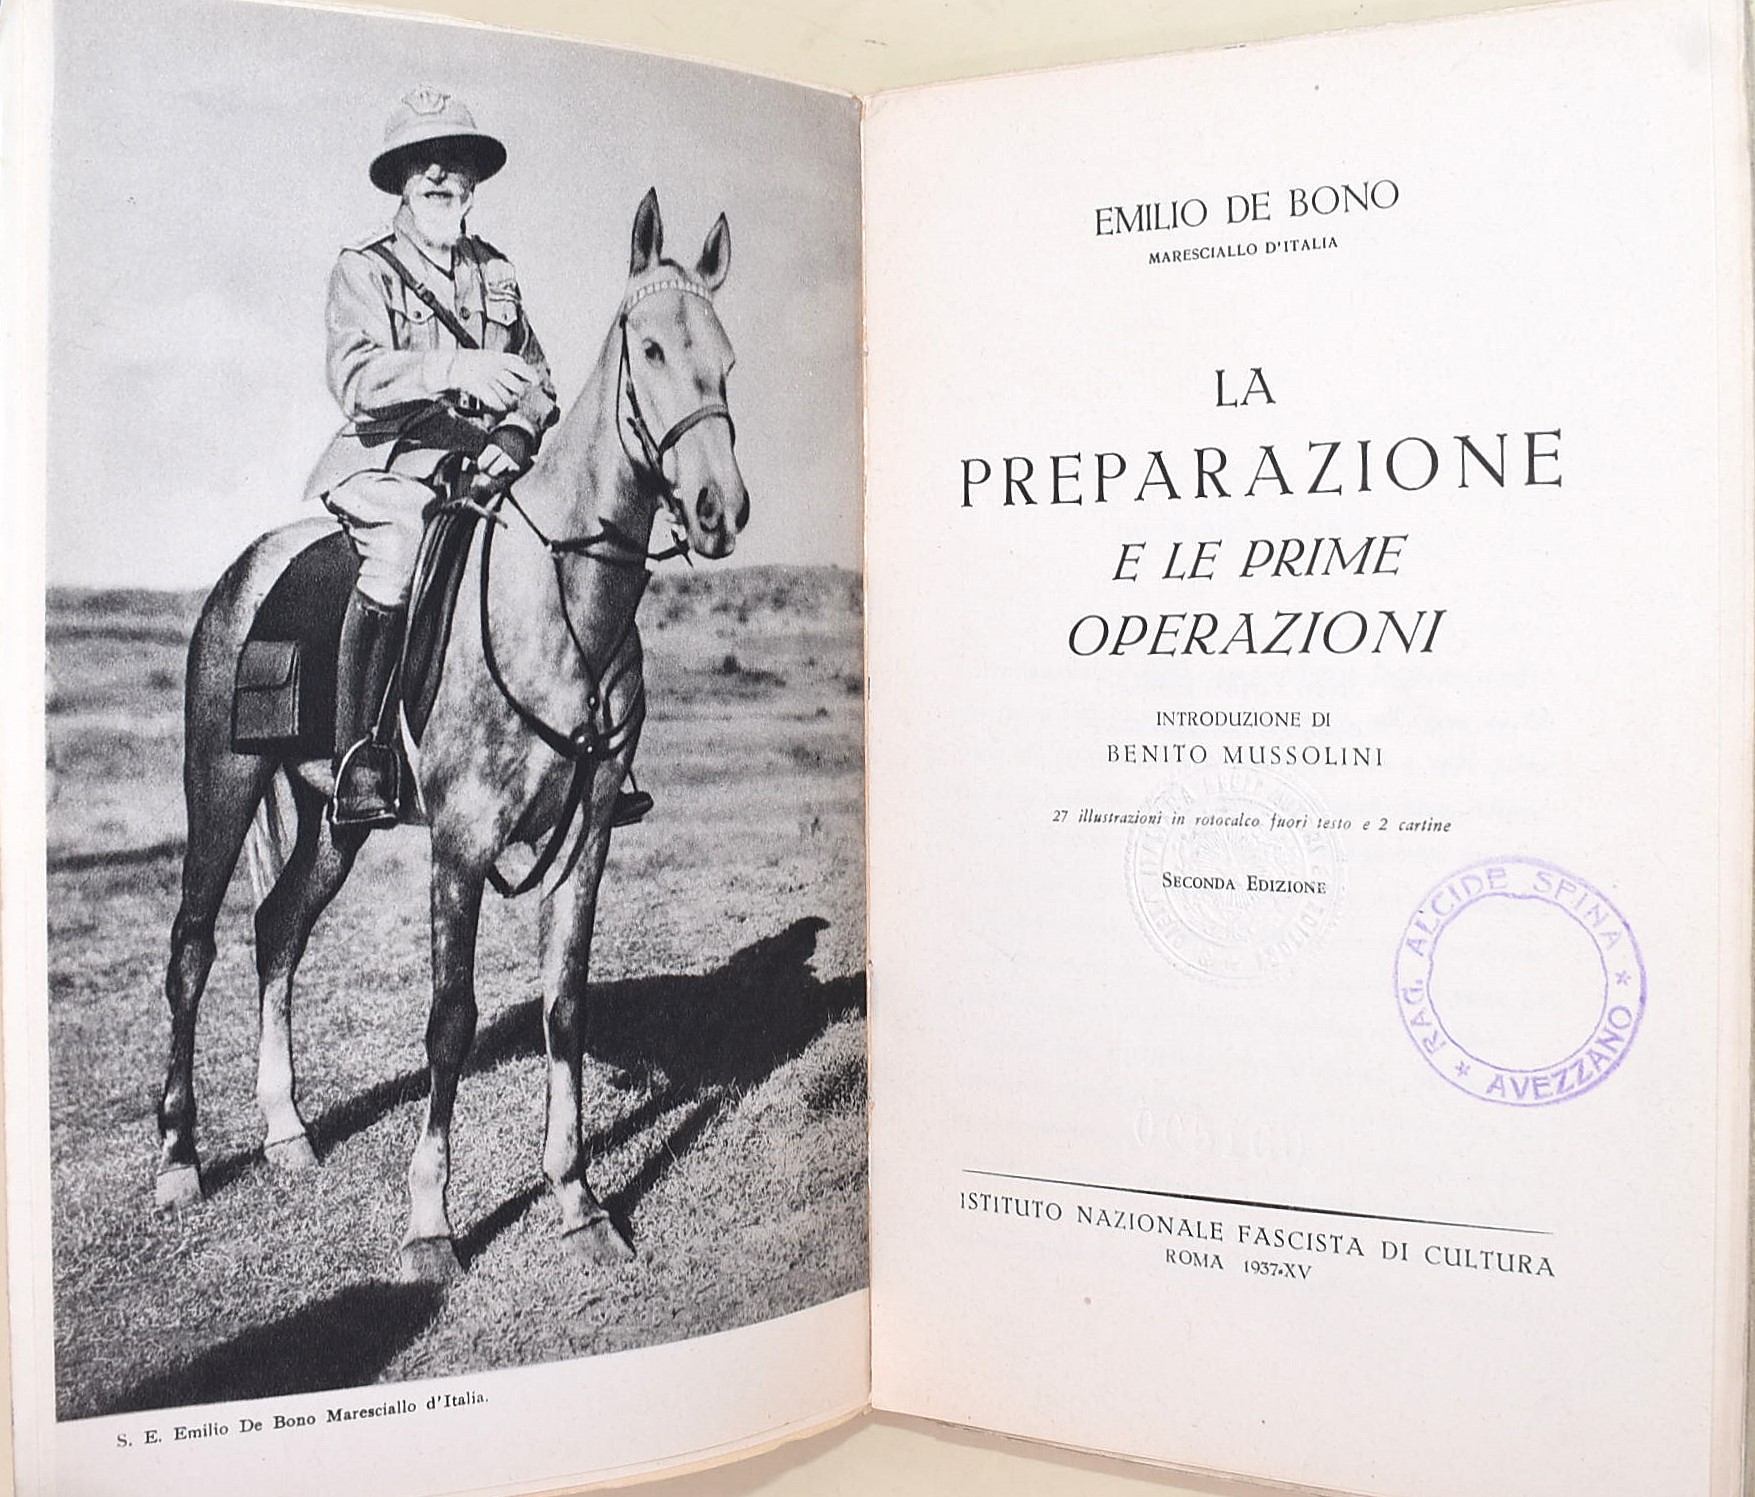 S. E. Emilio De Bono Maresciallo d'Italia.
EMILIO DE BONO
MARESCIALLO D'ITALIA
LA
PREPARAZIONE
E LE PRIME
OPERAZIONI
INTRODUZIONE DI
BENITO MUSSOLINI
27 illustrazioni in rotocalco fuori testo e 2 cartine
SECONDA EDIZIONE
RAG. ALCIDE SPINA * AVEZZANO *
ISTITUTO NAZIONALE FASCISTA DI CULTURA
ROMA 1937-XV